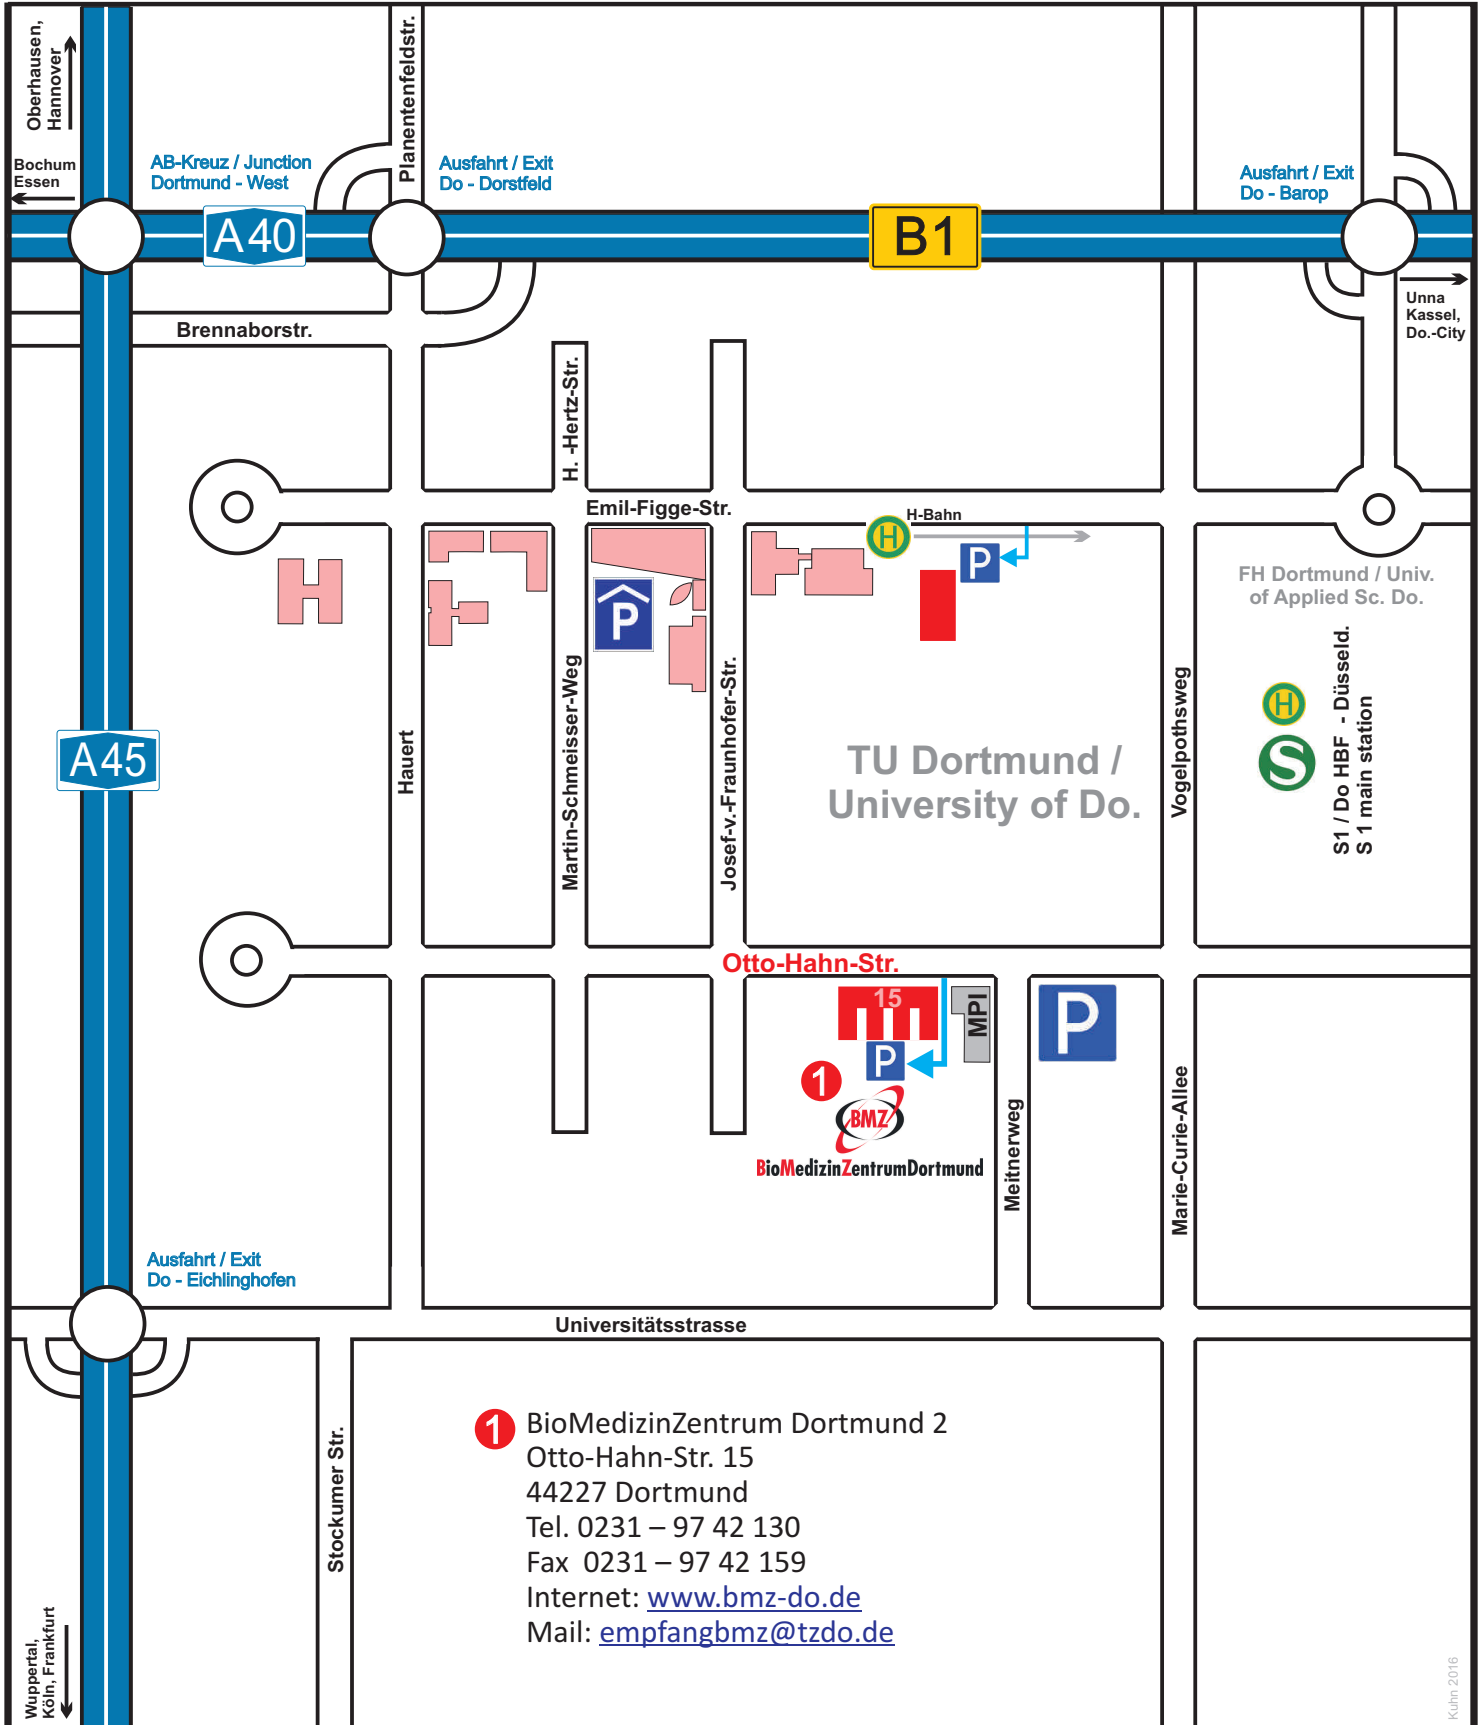 Oberhausen,
Hannover
Planentenfeldstr.
Bochum
Essen
AB-Kreuz / Junction
Dortmund - West
Ausfahrt / Exit
Do - Dorstfeld
Ausfahrt / Exit
Do - Barop
A40
B1
Unna
Kassel,
Do.-City
Brennaborstr.
H. -Hertz-Str.
Emil-Figge-Str.
H-Bahn
H
P
P
FH Dortmund / Univ.
of Applied Sc. Do.
H
S
S1 / Do HBF - Düsseld.
S 1 main station
A45
Hauert
Martin-Schmeisser-Weg
Josef-v.-Fraunhofer-Str.
TU Dortmund /
University of Do.
Vogelpothsweg
Otto-Hahn-Str.
15
MPI
P
P
1
BMZ
BioMedizinZentrumDortmund
Meitnerweg
Marie-Curie-Allee
Ausfahrt / Exit
Do - Eichlinghofen
Universitätsstrasse
Stockumer Str.
1 BioMedizinZentrum Dortmund 2
Otto-Hahn-Str. 15
44227 Dortmund
Tel. 0231 – 97 42 130
Fax 0231 – 97 42 159
Internet: www.bmz-do.de
Mail: empfangbmz@tzdo.de
Wuppertal,
Köln, Frankfurt
Kuhn 2016